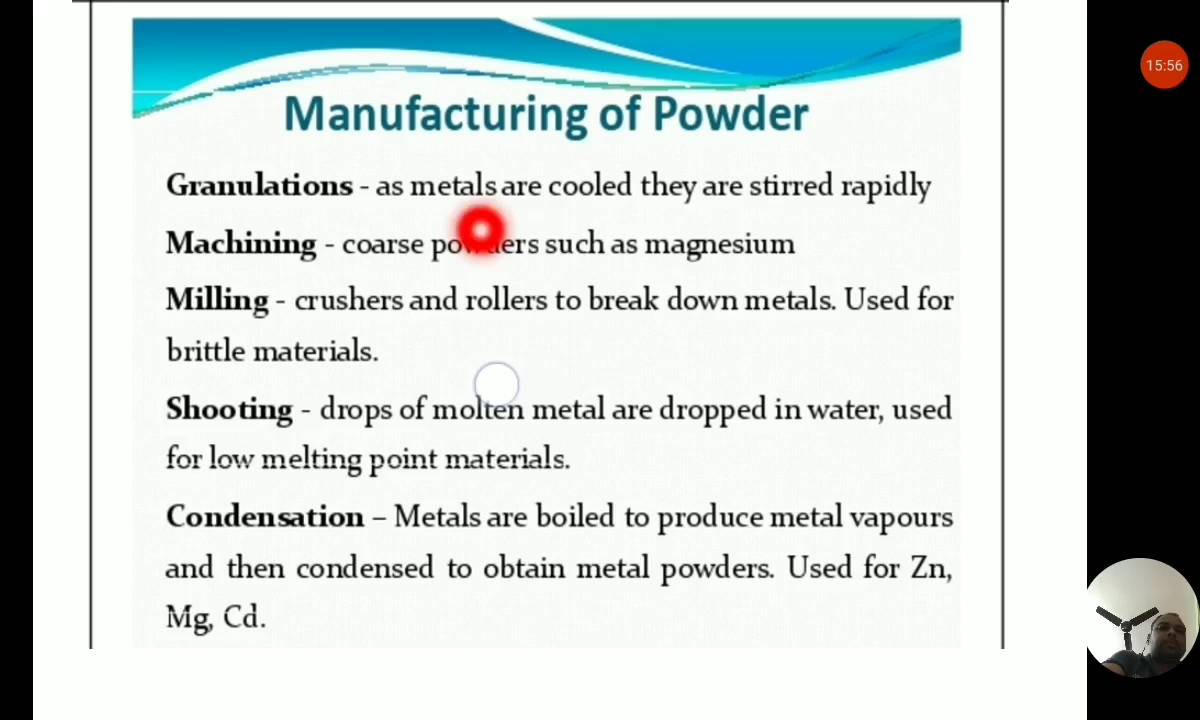 15:56
Manufacturing of Powder
Granulations - as metals are cooled they are stirred rapidly
Machining - coarse powders such as magnesium
Milling - crushers and rollers to break down metals. Used for
brittle materials.
Shooting - drops of molten metal are dropped in water, used
for low melting point materials.
Condensation – Metals are boiled to produce metal vapours
and then condensed to obtain metal powders. Used for Zn,
Mg, Cd.